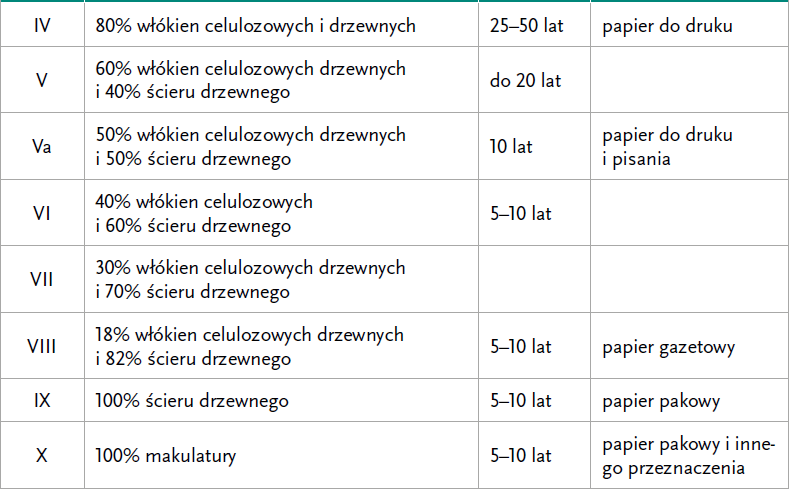 IV 80% włókien celulozowych i drzewnych 25–50 lat papier do druku
V 60% włókien celulozowych drzewnych
i 40% ścieru drzewnego do 20 lat
Va 50% włókien celulozowych drzewnych
i 50% ścieru drzewnego 10 lat papier do druku
i pisania
VI 40% włókien celulozowych
i 60% ścieru drzewnego 5–10 lat
VII 30% włókien celulozowych drzewnych
i 70% ścieru drzewnego
VIII 18% włókien celulozowych drzewnych
i 82% ścieru drzewnego 5–10 lat papier gazetowy
IX 100% ścieru drzewnego 5–10 lat papier pakowy
X 100% makulatury 5–10 lat papier pakowy i inne-
go przeznaczenia